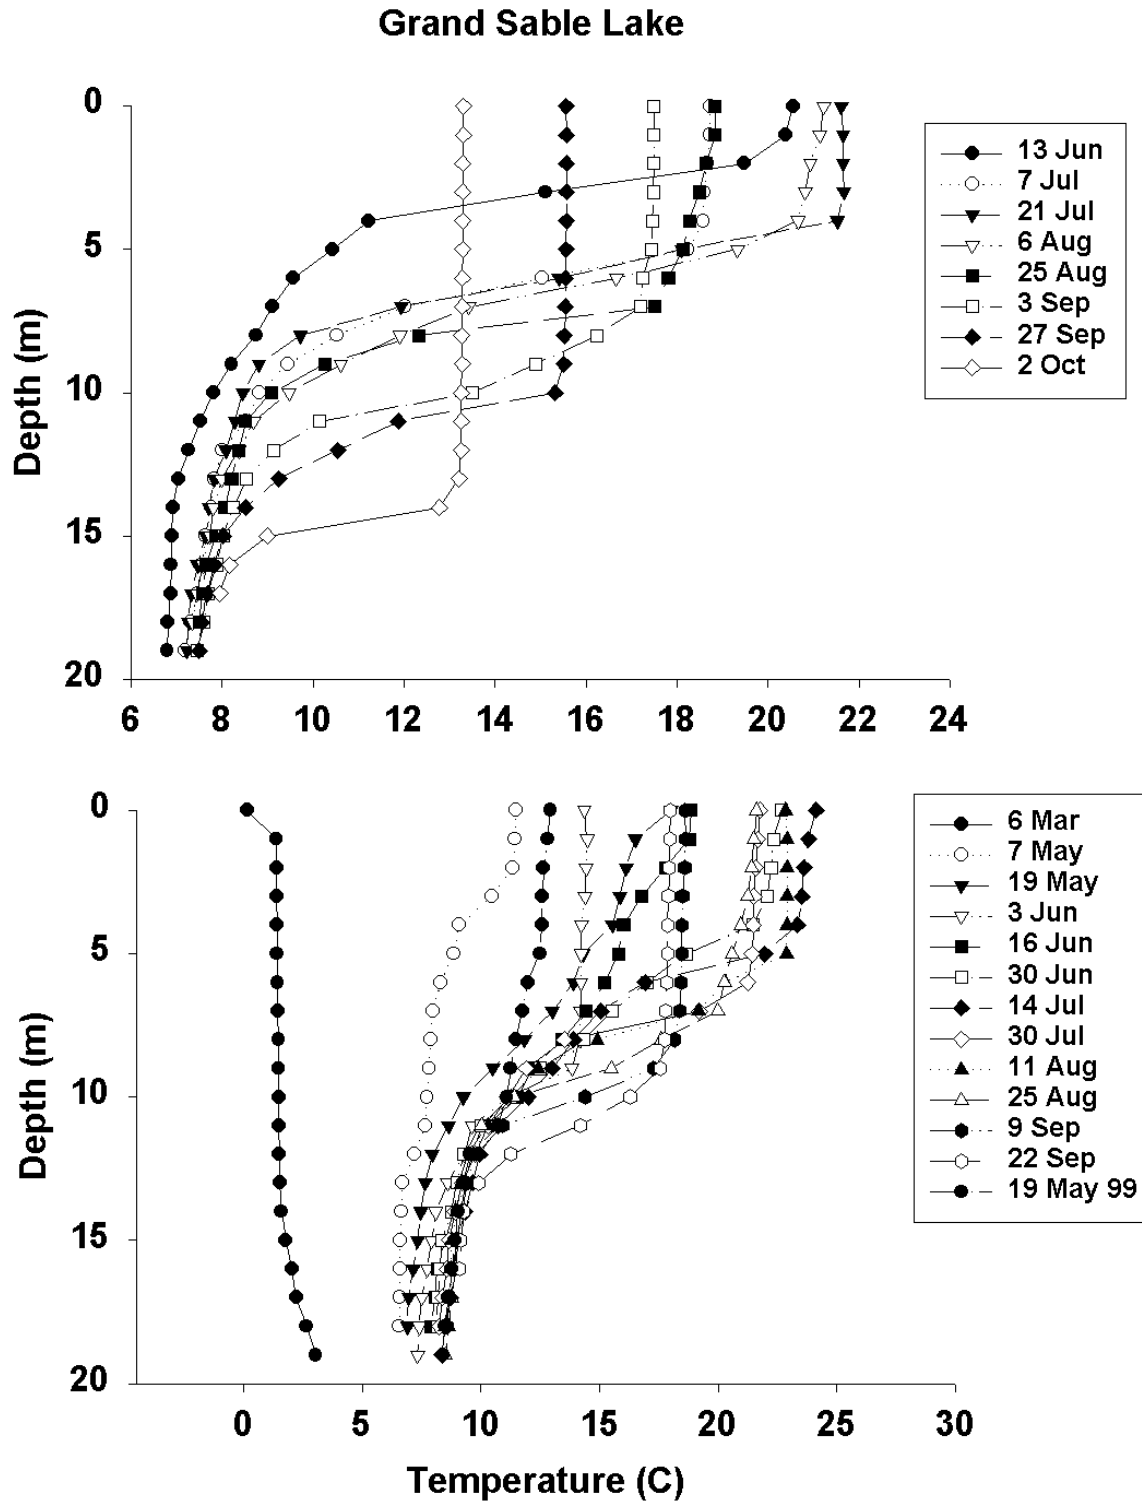 Grand Sable Lake
0
5
10
15
20
Depth (m)
6 8 10 12 14 16 18 20 22 24
13 Jun
7 Jul
21 Jul
6 Aug
25 Aug
3 Sep
27 Sep
2 Oct
0
5
10
15
20
Depth (m)
0 5 10 15 20 25 30
Temperature (C)
6 Mar
7 May
19 May
3 Jun
16 Jun
30 Jun
14 Jul
30 Jul
11 Aug
25 Aug
9 Sep
22 Sep
19 May 99